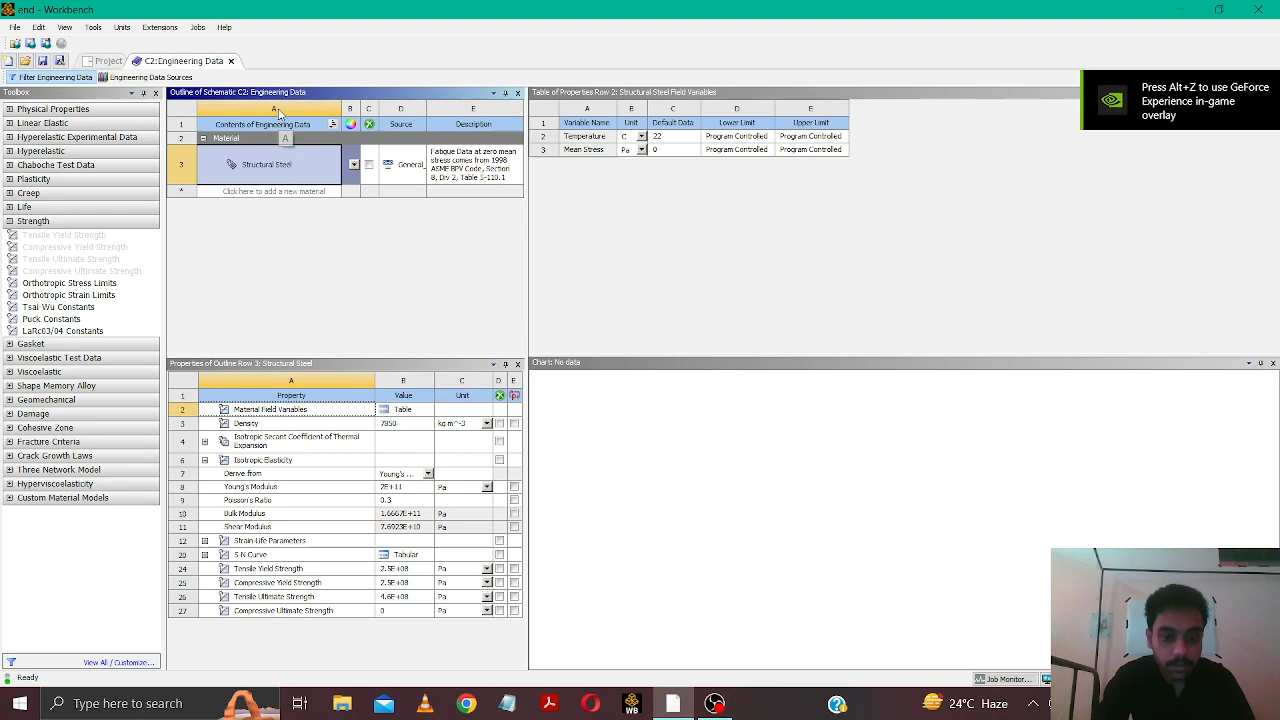 end - Workbench
File Edit View Tools Units Extensions Jobs Help
Project C2:Engineering Data
Filter Engineering Data Engineering Data Sources
Toolbox
Physical Properties
Linear Elastic
Hyperelastic Experimental Data
Hyperelastic
Chaboche Test Data
Plasticity
Creep
Life
Strength
Tensile Yield Strength
Compressive Yield Strength
Tensile Ultimate Strength
Compressive Ultimate Strength
Orthotropic Stress Limits
Orthotropic Strain Limits
Tsai-Wu Constants
Puck Constants
LaRc03/04 Constants
Gasket
Viscoelastic Test Data
Viscoelastic
Shape Memory Alloy
Geomechanical
Damage
Cohesive Zone
Fracture Criteria
Crack Growth Laws
Three Network Model
Hyperviscoelasticity
Custom Material Models
View All / Customize...
Outline of Schematic C2: Engineering Data
A B C D E
1 Contents of Engineering Data Source Description
2 Material A
3 Structural Steel General_ Fatigue Data at zero mean
stress comes from 1998
ASME BPV Code, Section
8, Div 2, Table 5-110.1
* Click here to add a new material
Properties of Outline Row 3: Structural Steel
A B C D E
1 Property Value Unit
2 Material Field Variables Table
3 Density 7850 kg m^-3
4 Isotropic Secant Coefficient of Thermal
Expansion
6 Isotropic Elasticity
7 Derive from Young's ...
8 Young's Modulus 2E+11 Pa
9 Poisson's Ratio 0.3
10 Bulk Modulus 1.6667E+11 Pa
11 Shear Modulus 7.6923E+10 Pa
12 Strain-Life Parameters
20 S-N Curve Tabular
24 Tensile Yield Strength 2.5E+08 Pa
25 Compressive Yield Strength 2.5E+08 Pa
26 Tensile Ultimate Strength 4.6E+08 Pa
27 Compressive Ultimate Strength 0 Pa
Table of Properties Row 2: Structural Steel Field Variables
A B C D E
1 Variable Name Unit Default Data Lower Limit Upper Limit
2 Temperature C 22 Program Controlled Program Controlled
3 Mean Stress Pa 0 Program Controlled Program Controlled
Chart: No data
Press Alt+Z to use GeForce
Experience in-game
overlay
Ready
Job Monitor...
Type here to search
WB
24°C Haze